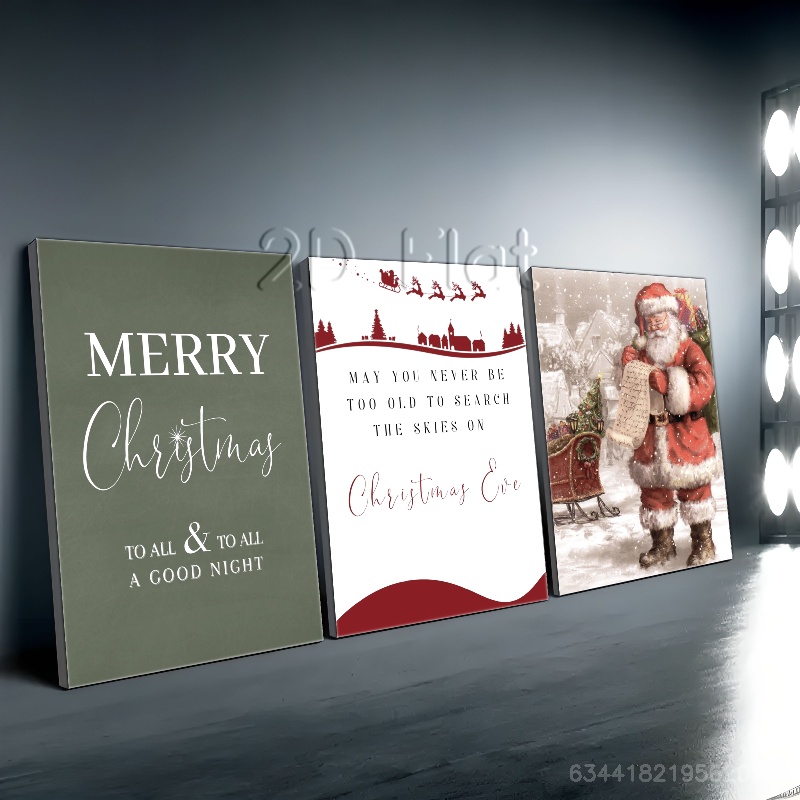 2D Flat
MERRY
Christmas
TO ALL & TO ALL
A GOOD NIGHT
MAY YOU NEVER BE
TOO OLD TO SEARCH
THE SKIES ON
Christmas Eve